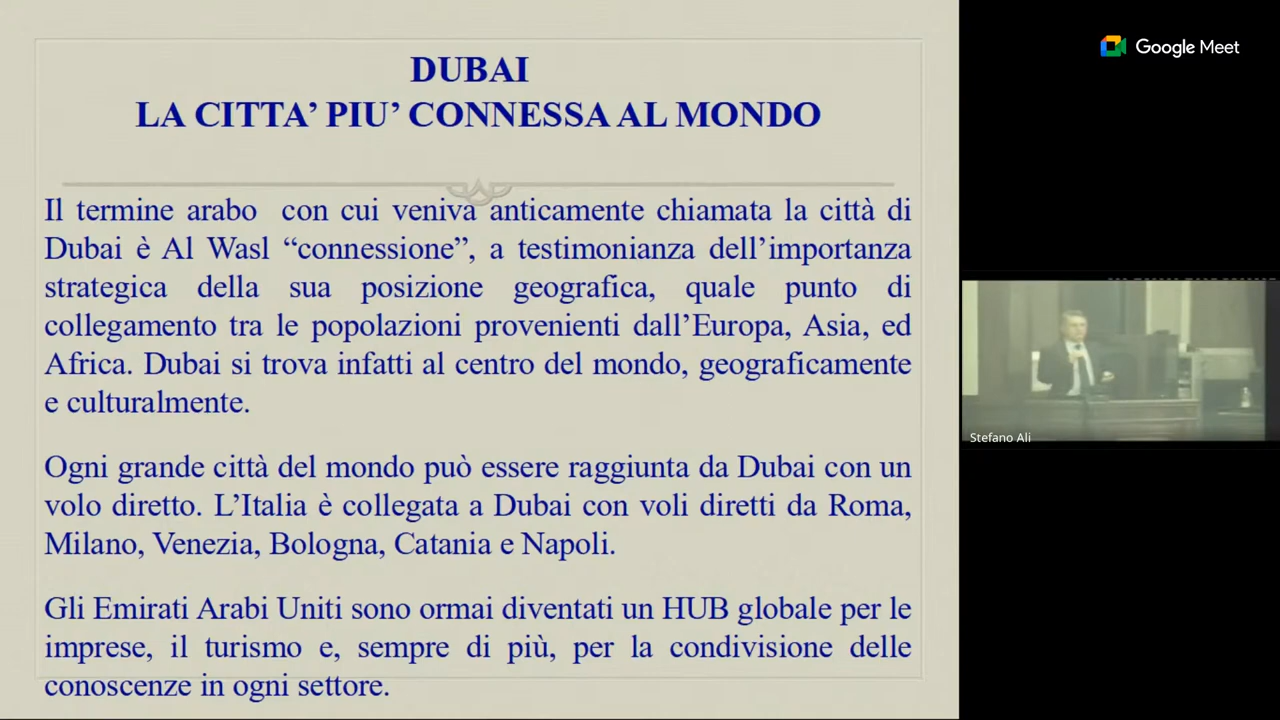 DUBAI
LA CITTA’ PIU’ CONNESSA AL MONDO
Il termine arabo con cui veniva anticamente chiamata la città di
Dubai è Al Wasl “connessione”, a testimonianza dell’importanza
strategica della sua posizione geografica, quale punto di
collegamento tra le popolazioni provenienti dall’Europa, Asia, ed
Africa. Dubai si trova infatti al centro del mondo, geograficamente
e culturalmente.
Ogni grande città del mondo può essere raggiunta da Dubai con un
volo diretto. L’Italia è collegata a Dubai con voli diretti da Roma,
Milano, Venezia, Bologna, Catania e Napoli.
Gli Emirati Arabi Uniti sono ormai diventati un HUB globale per le
imprese, il turismo e, sempre di più, per la condivisione delle
conoscenze in ogni settore.
Google Meet
Stefano Ali